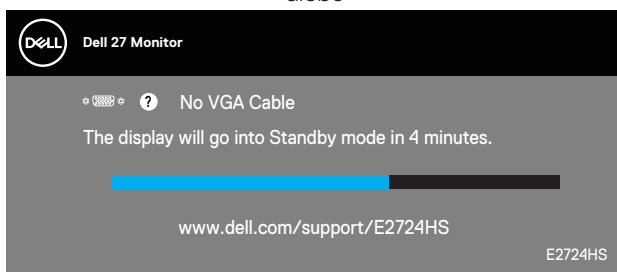 DELL
Dell 27 Monitor
? No VGA Cable
The display will go into Standby mode in 4 minutes.
www.dell.com/support/E2724HS
E2724HS